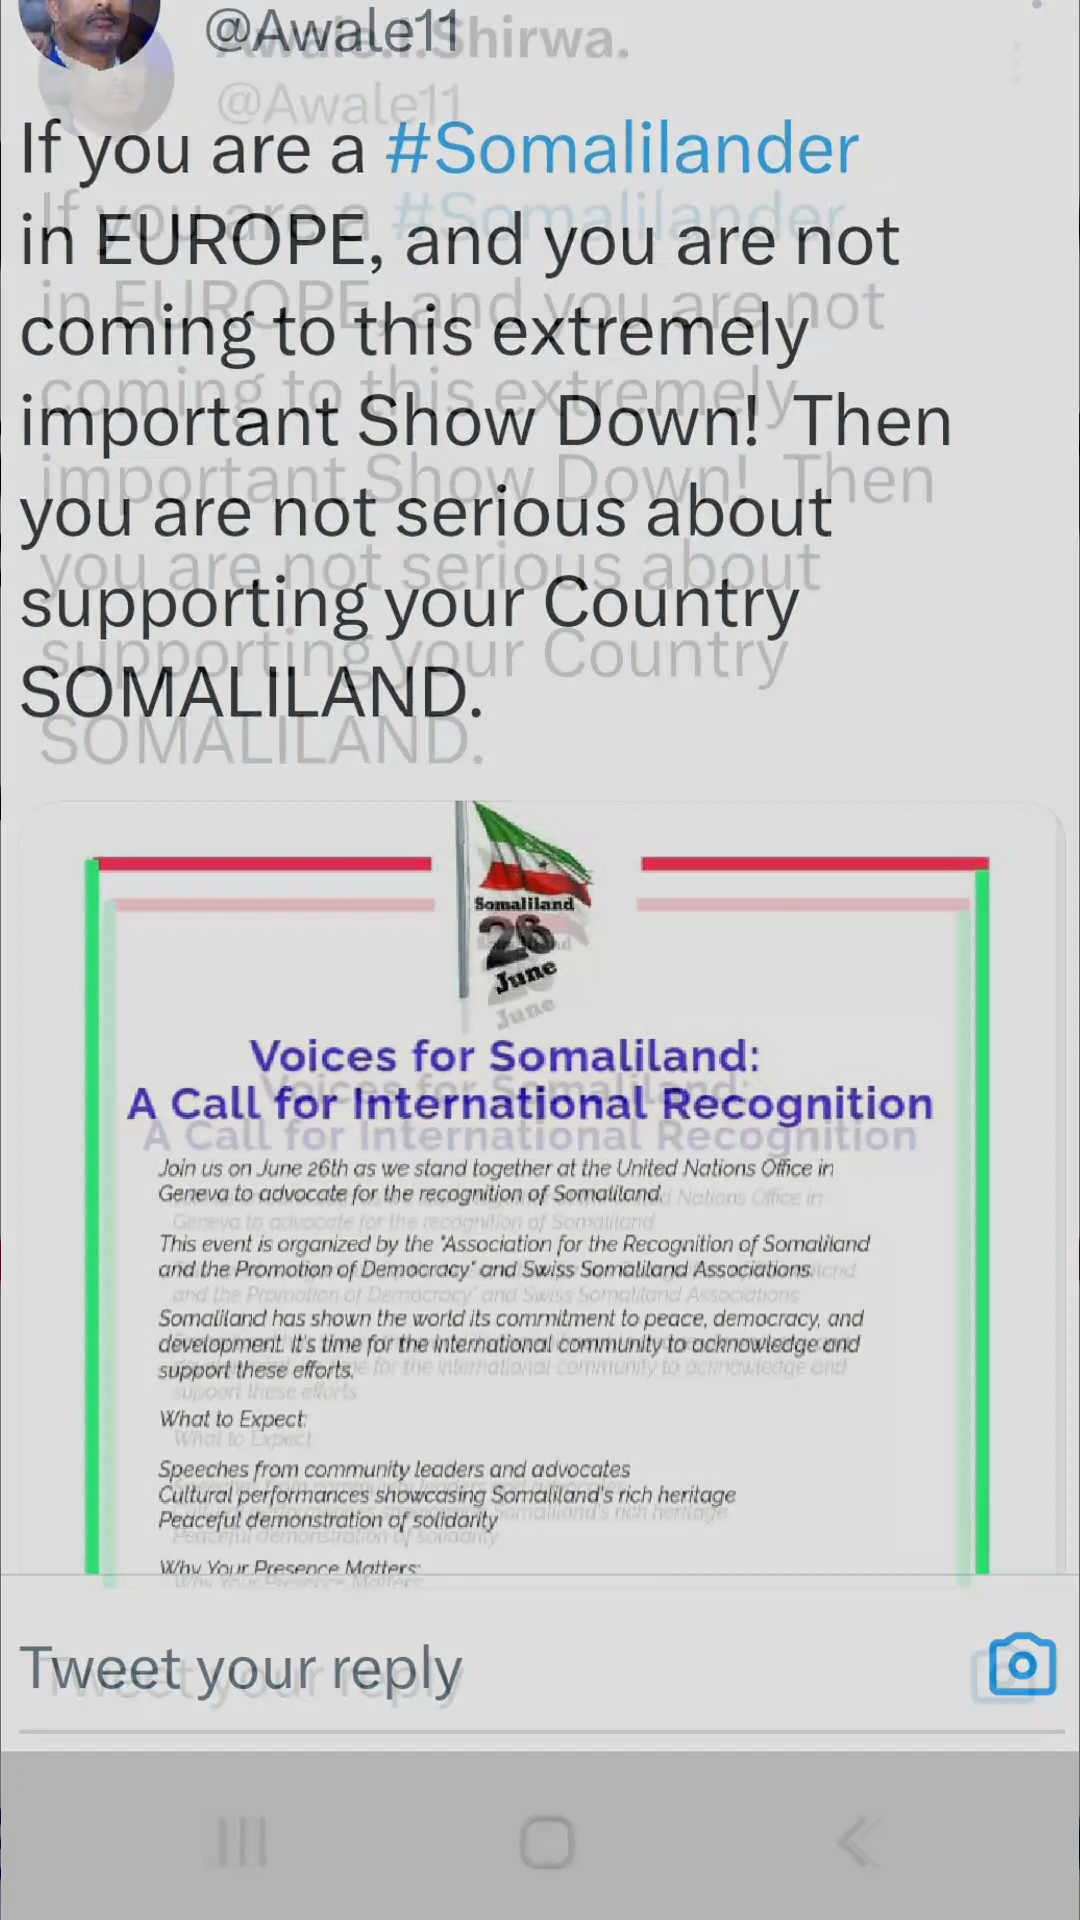 Awale.I.Shirwa.
@Awale11
If you are a #Somalilander
in EUROPE, and you are not
coming to this extremely
important Show Down! Then
you are not serious about
supporting your Country
SOMALILAND.
Somaliland
26
June
Voices for Somaliland:
A Call for International Recognition
Join us on June 26th as we stand together at the United Nations Office in
Geneva to advocate for the recognition of Somaliland
This event is organized by the "Association for the Recognition of Somaliland
and the Promotion of Democracy" and Swiss Somaliland Associations.
Somaliland has shown the world its commitment to peace, democracy, and
development. It's time for the international community to acknowledge and
support these efforts.
What to Expect:
Speeches from community leaders and advocates
Cultural performances showcasing Somaliland's rich heritage
Peaceful demonstration of solidarity
Why Your Presence Matters:
Tweet your reply